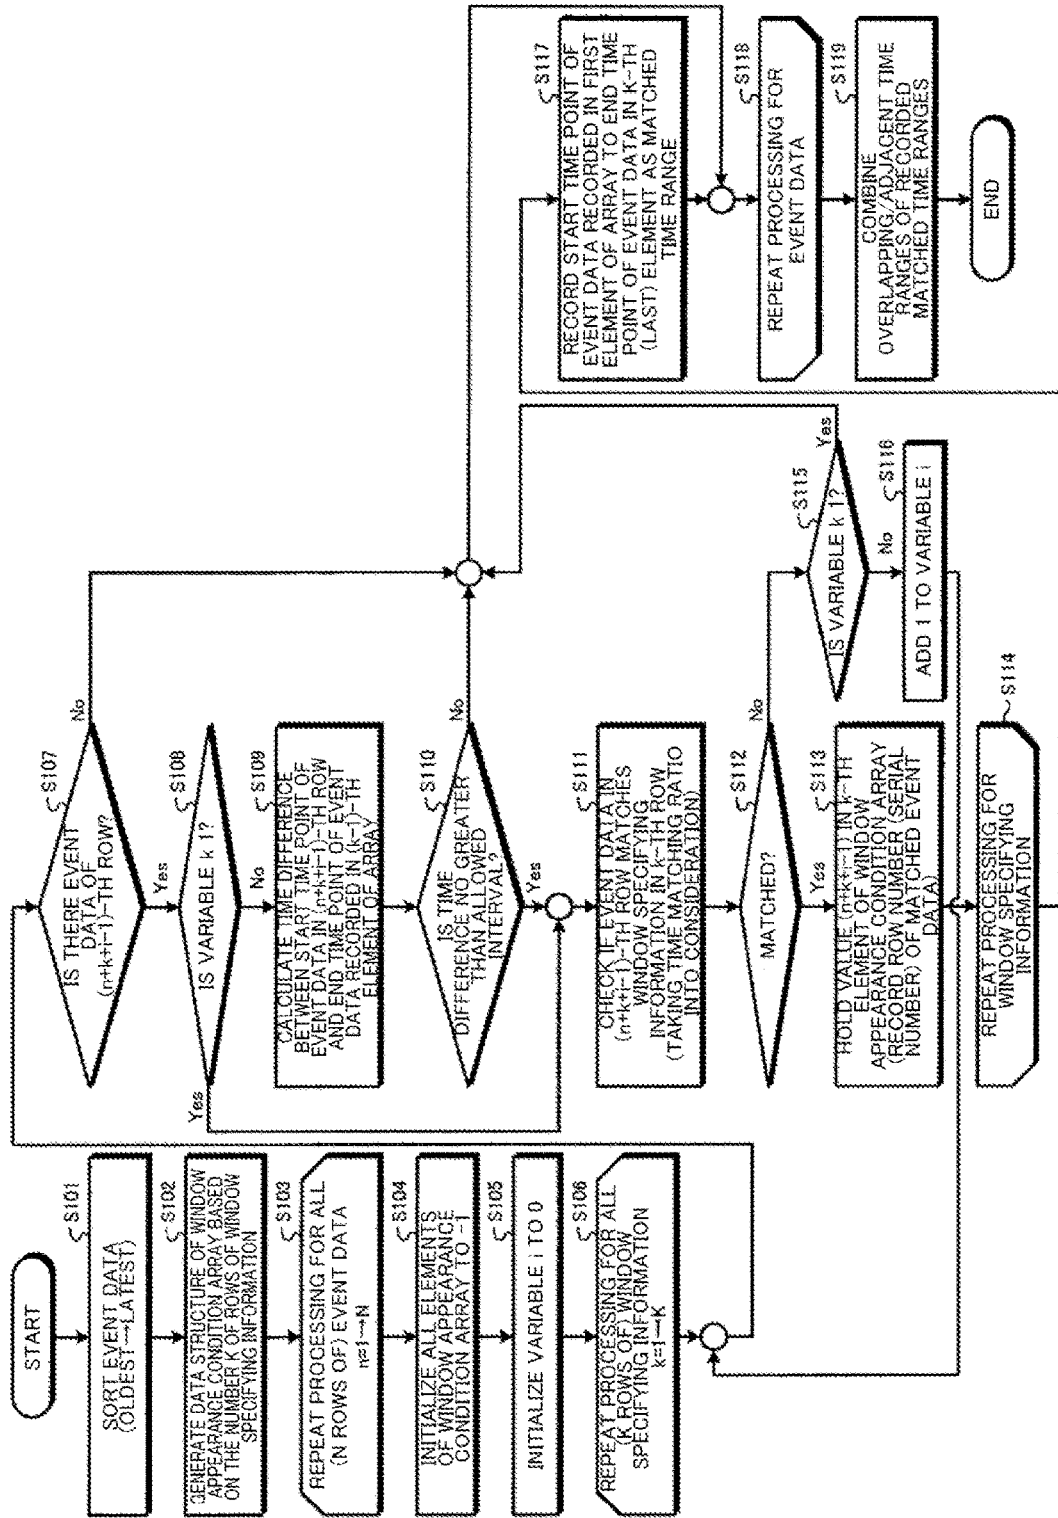 START
S101
SORT EVENT DATA
(OLDEST→LATEST)
S102
GENERATE DATA STRUCTURE OF WINDOW
APPEARANCE CONDITION ARRAY BASED
ON THE NUMBER K OF ROWS OF WINDOW
SPECIFYING INFORMATION
S103
REPEAT PROCESSING FOR ALL
(N ROWS OF) EVENT DATA
n=1→N
S104
INITIALIZE ALL ELEMENTS
OF WINDOW APPEARANCE
CONDITION ARRAY TO -1
S105
INITIALIZE VARIABLE i TO 0
S106
REPEAT PROCESSING FOR ALL
(K ROWS OF) WINDOW
SPECIFYING INFORMATION
k=1→K
S107
IS THERE EVENT
DATA OF
(n+k+i-1)-TH ROW?
No
Yes
S108
IS VARIABLE k 1?
Yes
No
S109
CALCULATE TIME DIFFERENCE
BETWEEN START TIME POINT OF
EVENT DATA IN (n+k+i-1)-TH ROW
AND END TIME POINT OF EVENT
DATA RECORDED IN (k-1)-TH
ELEMENT OF ARRAY
S110
IS TIME
DIFFERENCE NO GREATER
THAN ALLOWED
INTERVAL?
No
Yes
S111
CHECK IF EVENT DATA IN
(n+k+i-1)-TH ROW MATCHES
WINDOW SPECIFYING
INFORMATION IN k-TH ROW
(TAKING TIME MATCHING RATIO
INTO CONSIDERATION)
S112
MATCHED?
No
Yes
S113
HOLD VALUE (n+k+i-1) IN k-TH
ELEMENT OF WINDOW
APPEARANCE CONDITION ARRAY
(RECORD ROW NUMBER (SERIAL
NUMBER) OF MATCHED EVENT
DATA)
S114
REPEAT PROCESSING FOR
WINDOW SPECIFYING
INFORMATION
S115
IS VARIABLE k 1?
Yes
No
S116
ADD 1 TO VARIABLE i
S117
RECORD START TIME POINT OF
EVENT DATA RECORDED IN FIRST
ELEMENT OF ARRAY TO END TIME
POINT OF EVENT DATA IN K-TH
(LAST) ELEMENT AS MATCHED
TIME RANGE
S118
REPEAT PROCESSING FOR
EVENT DATA
S119
COMBINE
OVERLAPPING/ADJACENT TIME
RANGES OF RECORDED
MATCHED TIME RANGES
END